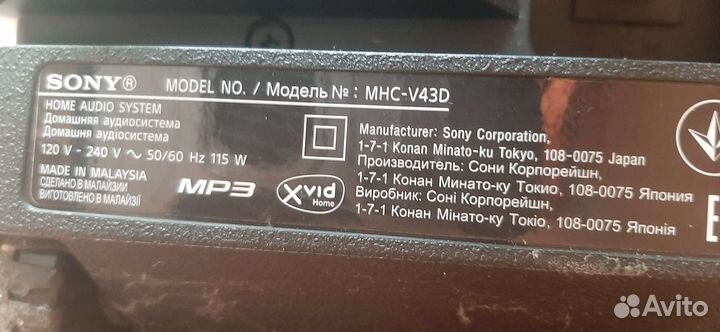 SONY® MODEL NO. / Модель № : MHC-V43D
HOME AUDIO SYSTEM
Домашняя аудиосистема
Домашня аудіосистема
120 V - 240 V ~ 50/60 Hz 115 W
MADE IN MALAYSIA
СДЕЛАНО В МАЛАЙЗИИ
ВИГОТОВЛЕНО В МАЛАЙЗІЇ
MP3
XviD
Home
Manufacturer: Sony Corporation,
1-7-1 Konan Minato-ku Tokyo, 108-0075 Japan
Производитель: Сони Корпорейшн,
1-7-1 Конан Минато-ку Токио, 108-0075 Япония
Виробник: Соні Корпорейшн,
1-7-1 Конан Мінато-ку Токіо, 108-0075 Японія
Avito